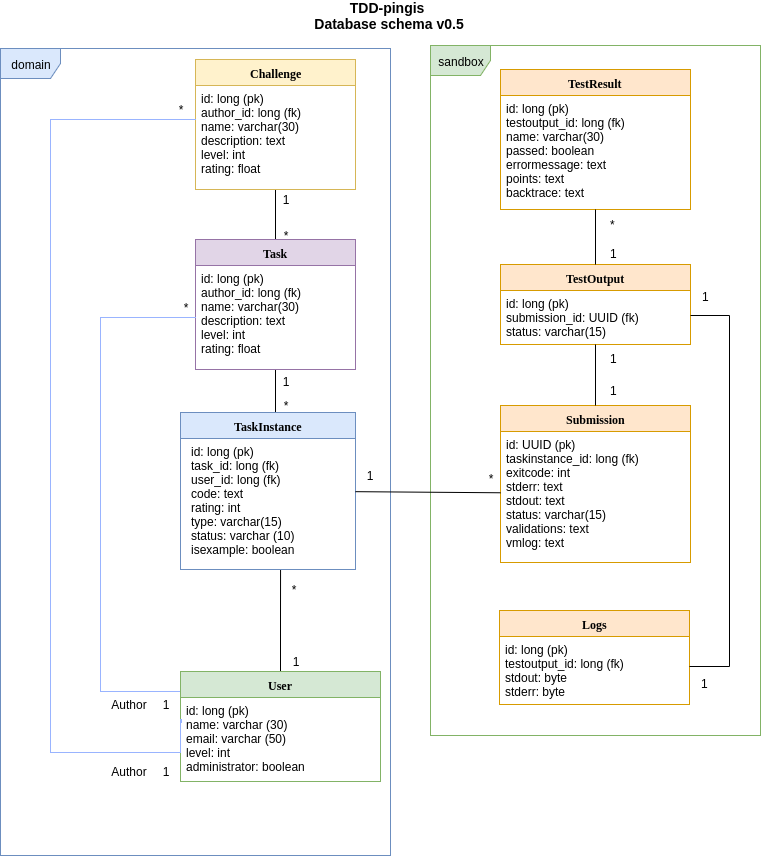 TDD-pingis
Database schema v0.5
domain
Challenge
id: long (pk)
author_id: long (fk)
name: varchar(30)
description: text
level: int
rating: float
*
1
*
Task
id: long (pk)
author_id: long (fk)
name: varchar(30)
description: text
level: int
rating: float
*
1
*
TaskInstance
id: long (pk)
task_id: long (fk)
user_id: long (fk)
code: text
rating: int
type: varchar(15)
status: varchar (10)
isexample: boolean
1
*
*
1
User
id: long (pk)
name: varchar (30)
email: varchar (50)
level: int
administrator: boolean
Author 1
Author 1
sandbox
TestResult
id: long (pk)
testoutput_id: long (fk)
name: varchar(30)
passed: boolean
errormessage: text
points: text
backtrace: text
*
1
TestOutput
id: long (pk)
submission_id: UUID (fk)
status: varchar(15)
1
1
1
Submission
id: UUID (pk)
taskinstance_id: long (fk)
exitcode: int
stderr: text
stdout: text
status: varchar(15)
validations: text
vmlog: text
Logs
id: long (pk)
testoutput_id: long (fk)
stdout: byte
stderr: byte
1